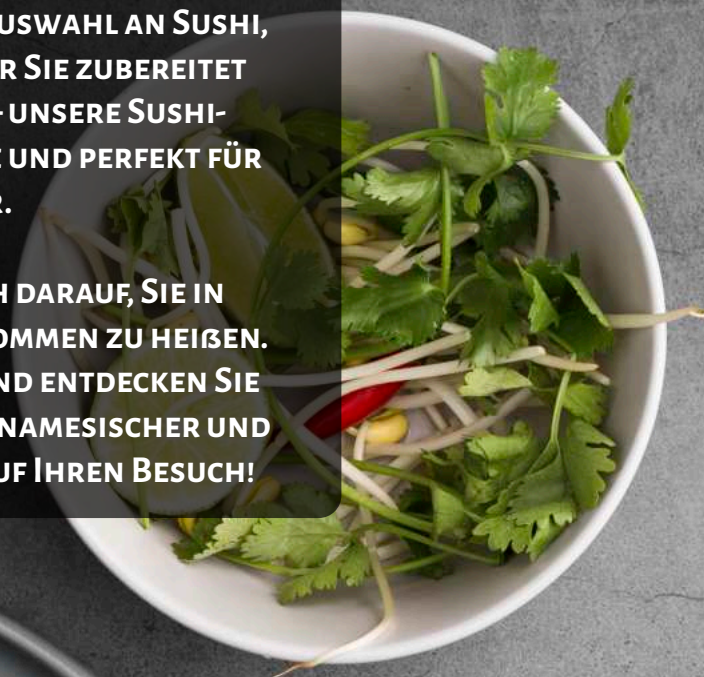 USWAHL AN SUSHI,
R SIE ZUBEREITET
- UNSERE SUSHI-
E UND PERFEKT FÜR
R.
H DARAUF, SIE IN
OMMEN ZU HEIßEN.
ND ENTDECKEN SIE
NAMESISCHER UND
UF IHREN BESUCH!